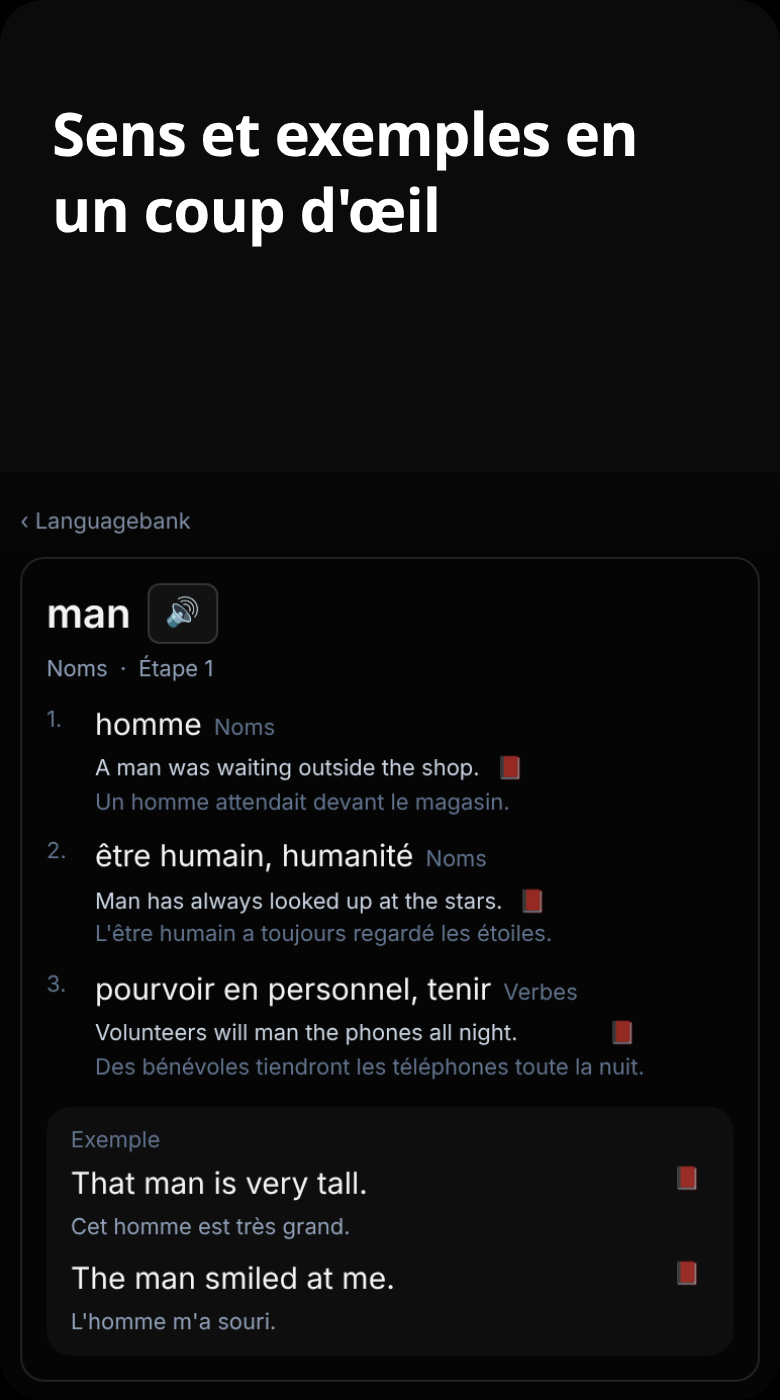 Sens et exemples en
un coup d'œil
‹ Languagebank
man
Noms · Étape 1
1. homme Noms
A man was waiting outside the shop.
Un homme attendait devant le magasin.
2. être humain, humanité Noms
Man has always looked up at the stars.
L'être humain a toujours regardé les étoiles.
3. pourvoir en personnel, tenir Verbes
Volunteers will man the phones all night.
Des bénévoles tiendront les téléphones toute la nuit.
Exemple
That man is very tall.
Cet homme est très grand.
The man smiled at me.
L'homme m'a souri.